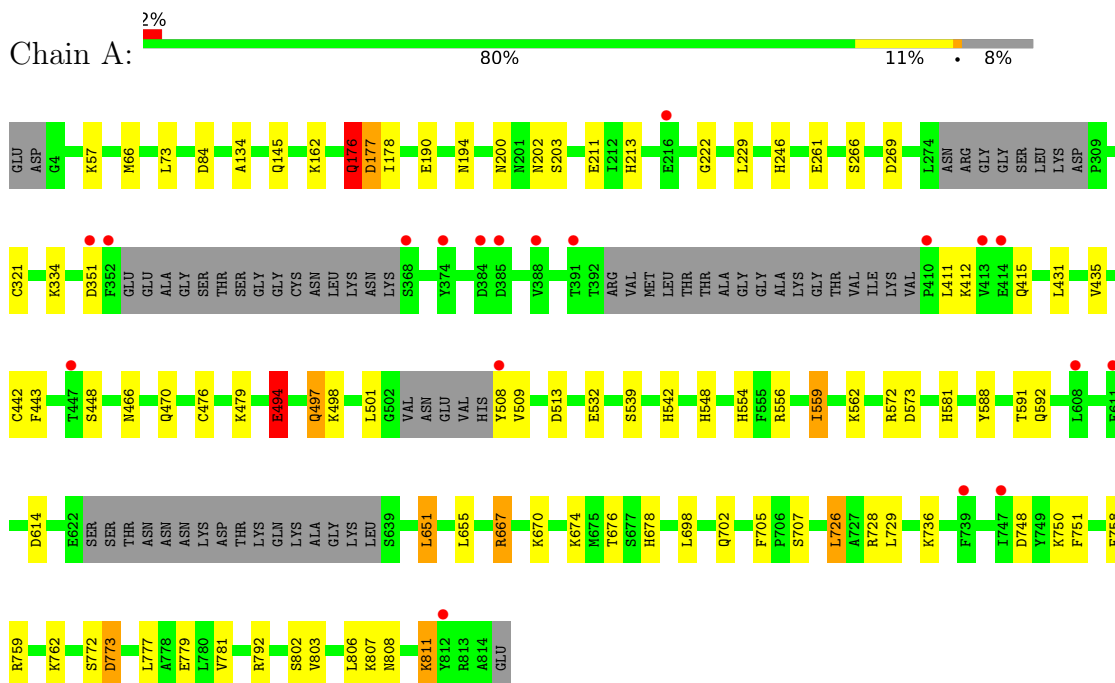 2%
Chain A:
80% 11% • 8%
GLU ASP G4 K57 M66 L73 D84 A134 Q145 K162 Q176 D177 I178 E190 N194 N200 N201 N202 S203 E211 I212 H213 E216 G222 L229 H246 E261 S266 D269 L274 ASN ARG GLY GLY SER LEU LYS ASP P309
C321 K334 D351 F352 GLU GLU ALA GLY SER THR SER GLY GLY CYS ASN LEU LYS ASN LYS S368 Y374 D384 D385 V388 T391 T392 ARG VAL MET LEU THR THR ALA GLY GLY ALA LYS GLY THR VAL ILE LYS VAL P410 L411 K412 V413 E414 Q415 L431 V435
C442 F443 T447 S448 N466 Q470 C476 K479 E494 Q497 K498 L501 G502 VAL ASN GLU VAL HIS Y508 V509 D513 E532 S539 H542 H548 H554 F555 R556 I559 K562 R572 D573 H581 Y588 T591 Q592 L608
D614 E622 SER SER THR ASN ASN ASN LYS ASP THR LYS GLN LYS ALA GLY LYS LEU S639 L651 L655 R667 K670 K674 M675 T676 S677 H678 L698 Q702 F705 P706 S707 L726 A727 R728 L729 K736 F739 I747 D748 Y749 K750 F751
R759 K762 S772 D773 L777 A778 E779 L780 V781 R792 S802 V803 L806 K807 N808 K811 Y812 R813 A814 GLU